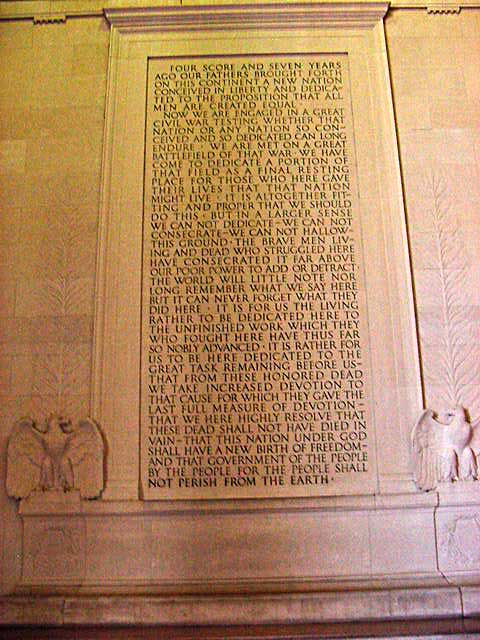 FOUR SCORE AND SEVEN YEARS
AGO OUR FATHERS BROUGHT FORTH
ON THIS CONTINENT A NEW NATION
CONCEIVED IN LIBERTY AND DEDICA-
TED TO THE PROPOSITION THAT ALL
MEN ARE CREATED EQUAL ·
NOW WE ARE ENGAGED IN A GREAT
CIVIL WAR TESTING WHETHER THAT
NATION OR ANY NATION SO CON-
CEIVED AND SO DEDICATED CAN LONG
ENDURE · WE ARE MET ON A GREAT
BATTLEFIELD OF THAT WAR · WE HAVE
COME TO DEDICATE A PORTION OF
THAT FIELD AS A FINAL RESTING
PLACE FOR THOSE WHO HERE GAVE
THEIR LIVES THAT THAT NATION
MIGHT LIVE · IT IS ALTOGETHER FIT-
TING AND PROPER THAT WE SHOULD
DO THIS · BUT IN A LARGER SENSE
WE CAN NOT DEDICATE—WE CAN NOT
CONSECRATE—WE CAN NOT HALLOW—
THIS GROUND · THE BRAVE MEN LIV-
ING AND DEAD WHO STRUGGLED HERE
HAVE CONSECRATED IT FAR ABOVE
OUR POOR POWER TO ADD OR DETRACT ·
THE WORLD WILL LITTLE NOTE NOR
LONG REMEMBER WHAT WE SAY HERE
BUT IT CAN NEVER FORGET WHAT THEY
DID HERE · IT IS FOR US THE LIVING
RATHER TO BE DEDICATED HERE TO
THE UNFINISHED WORK WHICH THEY
WHO FOUGHT HERE HAVE THUS FAR
SO NOBLY ADVANCED · IT IS RATHER FOR
US TO BE HERE DEDICATED TO THE
GREAT TASK REMAINING BEFORE US—
THAT FROM THESE HONORED DEAD
WE TAKE INCREASED DEVOTION TO
THAT CAUSE FOR WHICH THEY GAVE THE
LAST FULL MEASURE OF DEVOTION—
THAT WE HERE HIGHLY RESOLVE THAT
THESE DEAD SHALL NOT HAVE DIED IN
VAIN—THAT THIS NATION UNDER GOD
SHALL HAVE A NEW BIRTH OF FREEDOM—
AND THAT GOVERNMENT OF THE PEOPLE
BY THE PEOPLE FOR THE PEOPLE SHALL
NOT PERISH FROM THE EARTH ·